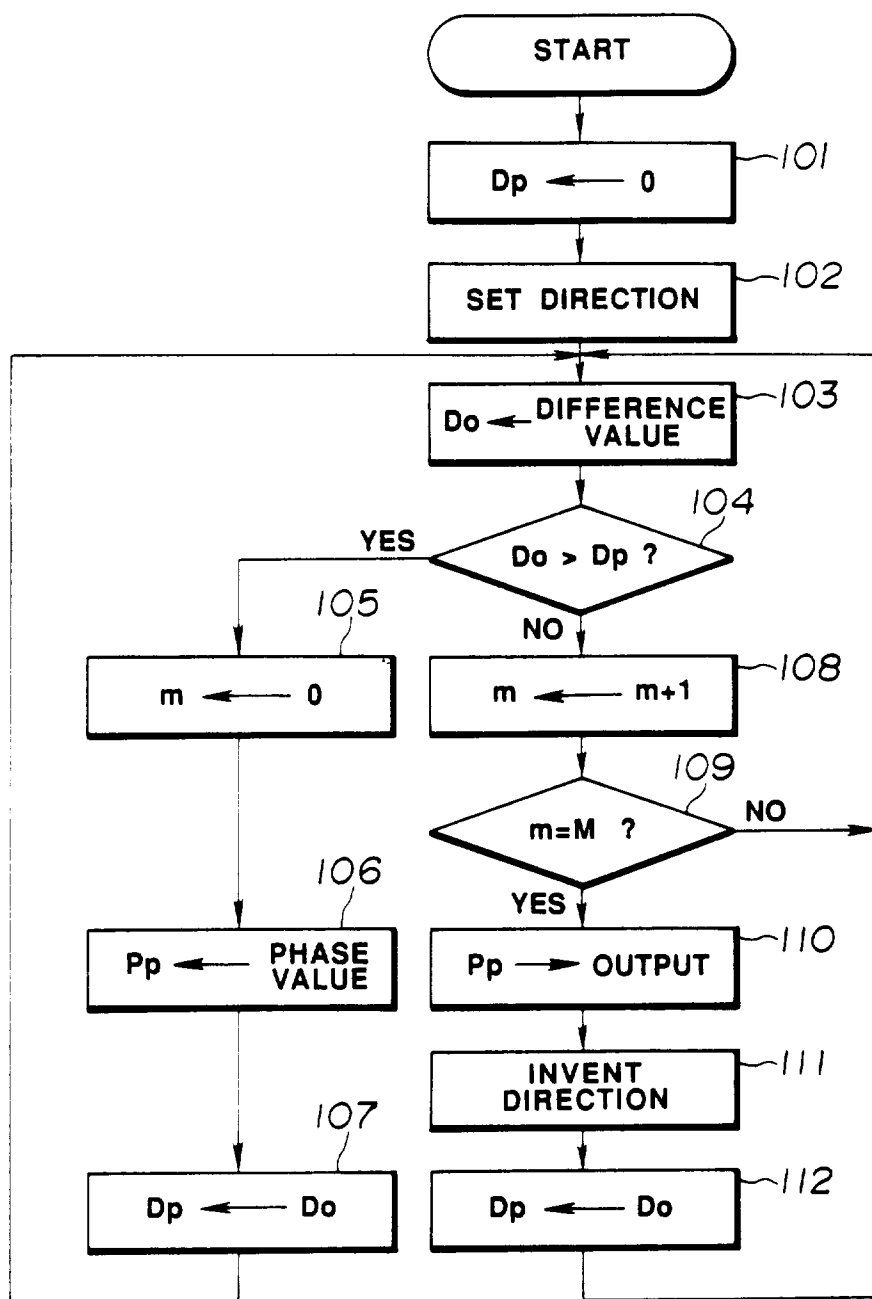 START
Dp ← 0
101
SET DIRECTION
102
Do ← DIFFERENCE
VALUE
103
Do > Dp ?
104
YES
NO
m ← 0
105
m ← m+1
108
m=M ?
109
NO
YES
Pp ← PHASE
VALUE
106
Pp → OUTPUT
110
INVENT
DIRECTION
111
Dp ← Do
107
Dp ← Do
112